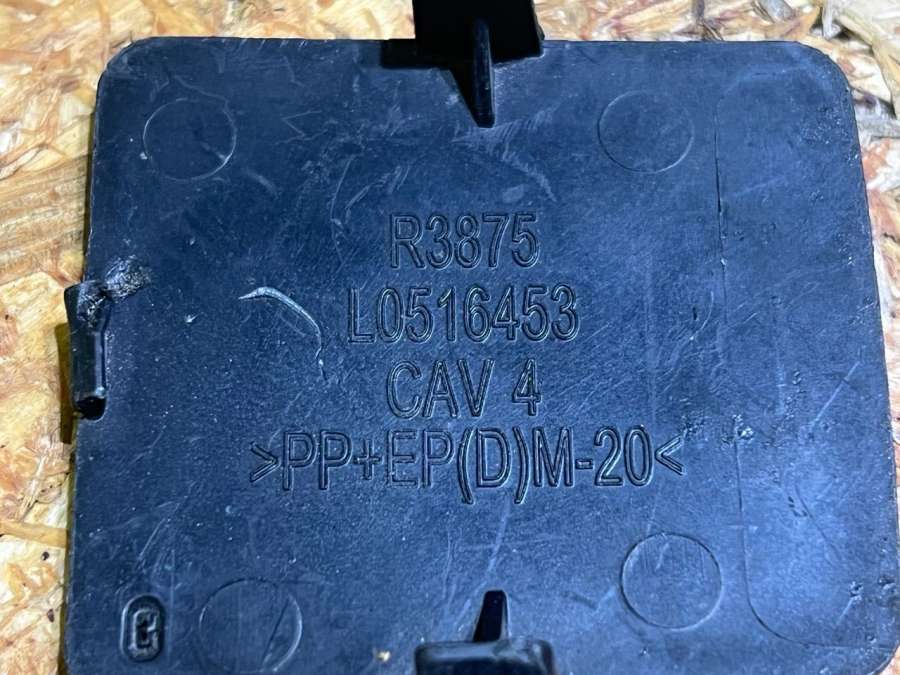 R3875
L0516453
CAV 4
>PP+EP(D)M-20<